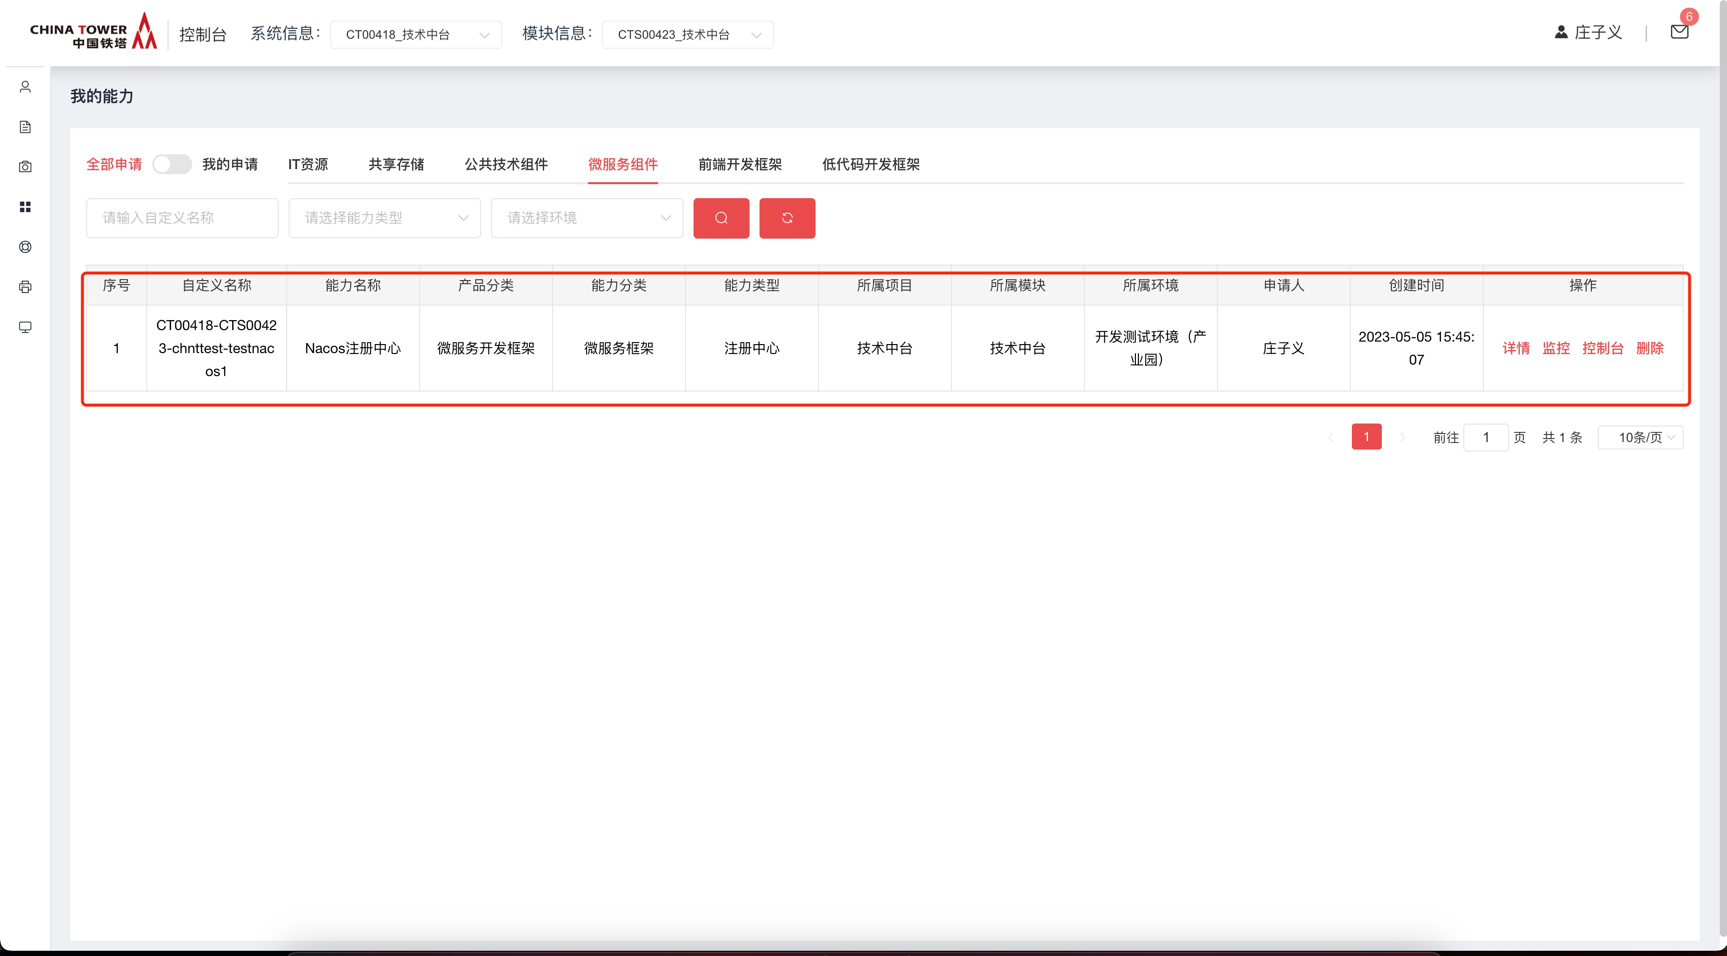 CHINA TOWER
中国铁塔
控制台
系统信息：
CT00418_技术中台
模块信息：
CTS00423_技术中台
庄子义
6
我的能力
全部申请
我的申请
IT资源
共享存储
公共技术组件
微服务组件
前端开发框架
低代码开发框架
请输入自定义名称
请选择能力类型
请选择环境
序号
自定义名称
能力名称
产品分类
能力分类
能力类型
所属项目
所属模块
所属环境
申请人
创建时间
操作
1
CT00418-CTS0042
3-chnttest-testnac
os1
Nacos注册中心
微服务开发框架
微服务框架
注册中心
技术中台
技术中台
开发测试环境（产
业园）
庄子义
2023-05-05 15:45:
07
详情 监控 控制台 删除
1
前往 1 页
共 1 条
10条/页